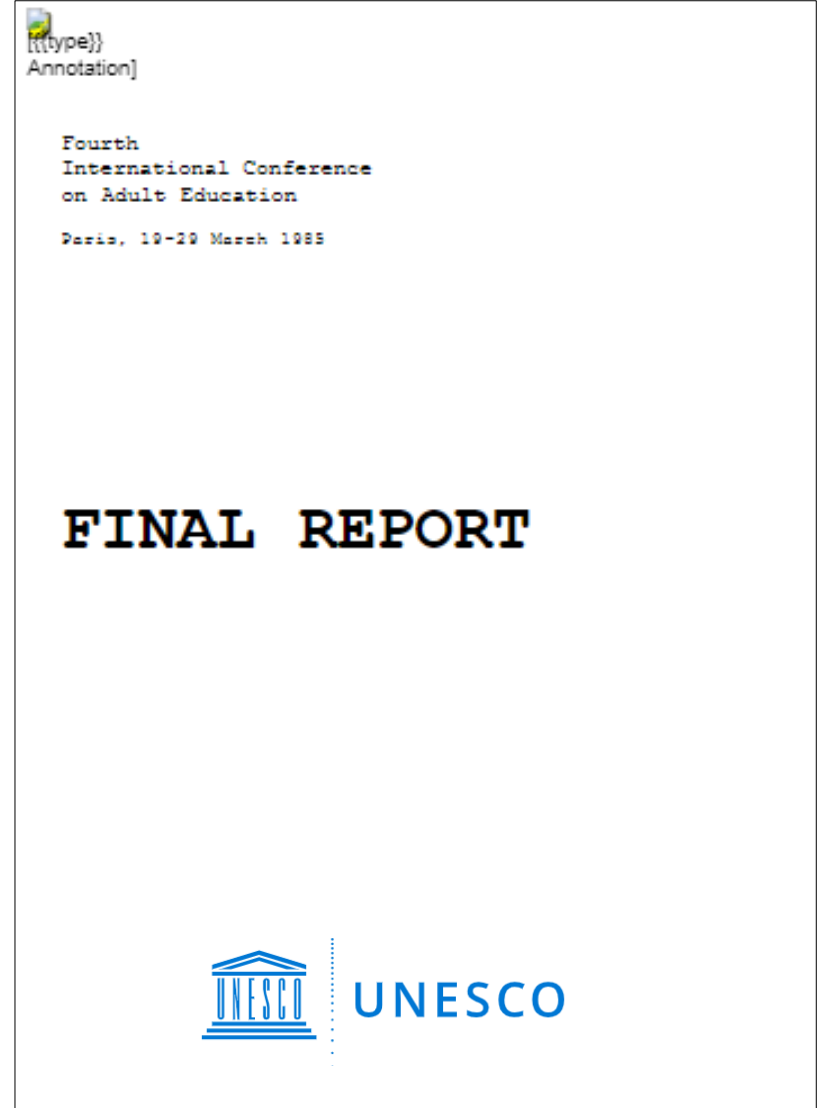 [{{type}}
Annotation]
Fourth
International Conference
on Adult Education
Paris, 19-29 March 1985
FINAL REPORT
UNESCO
UNESCO